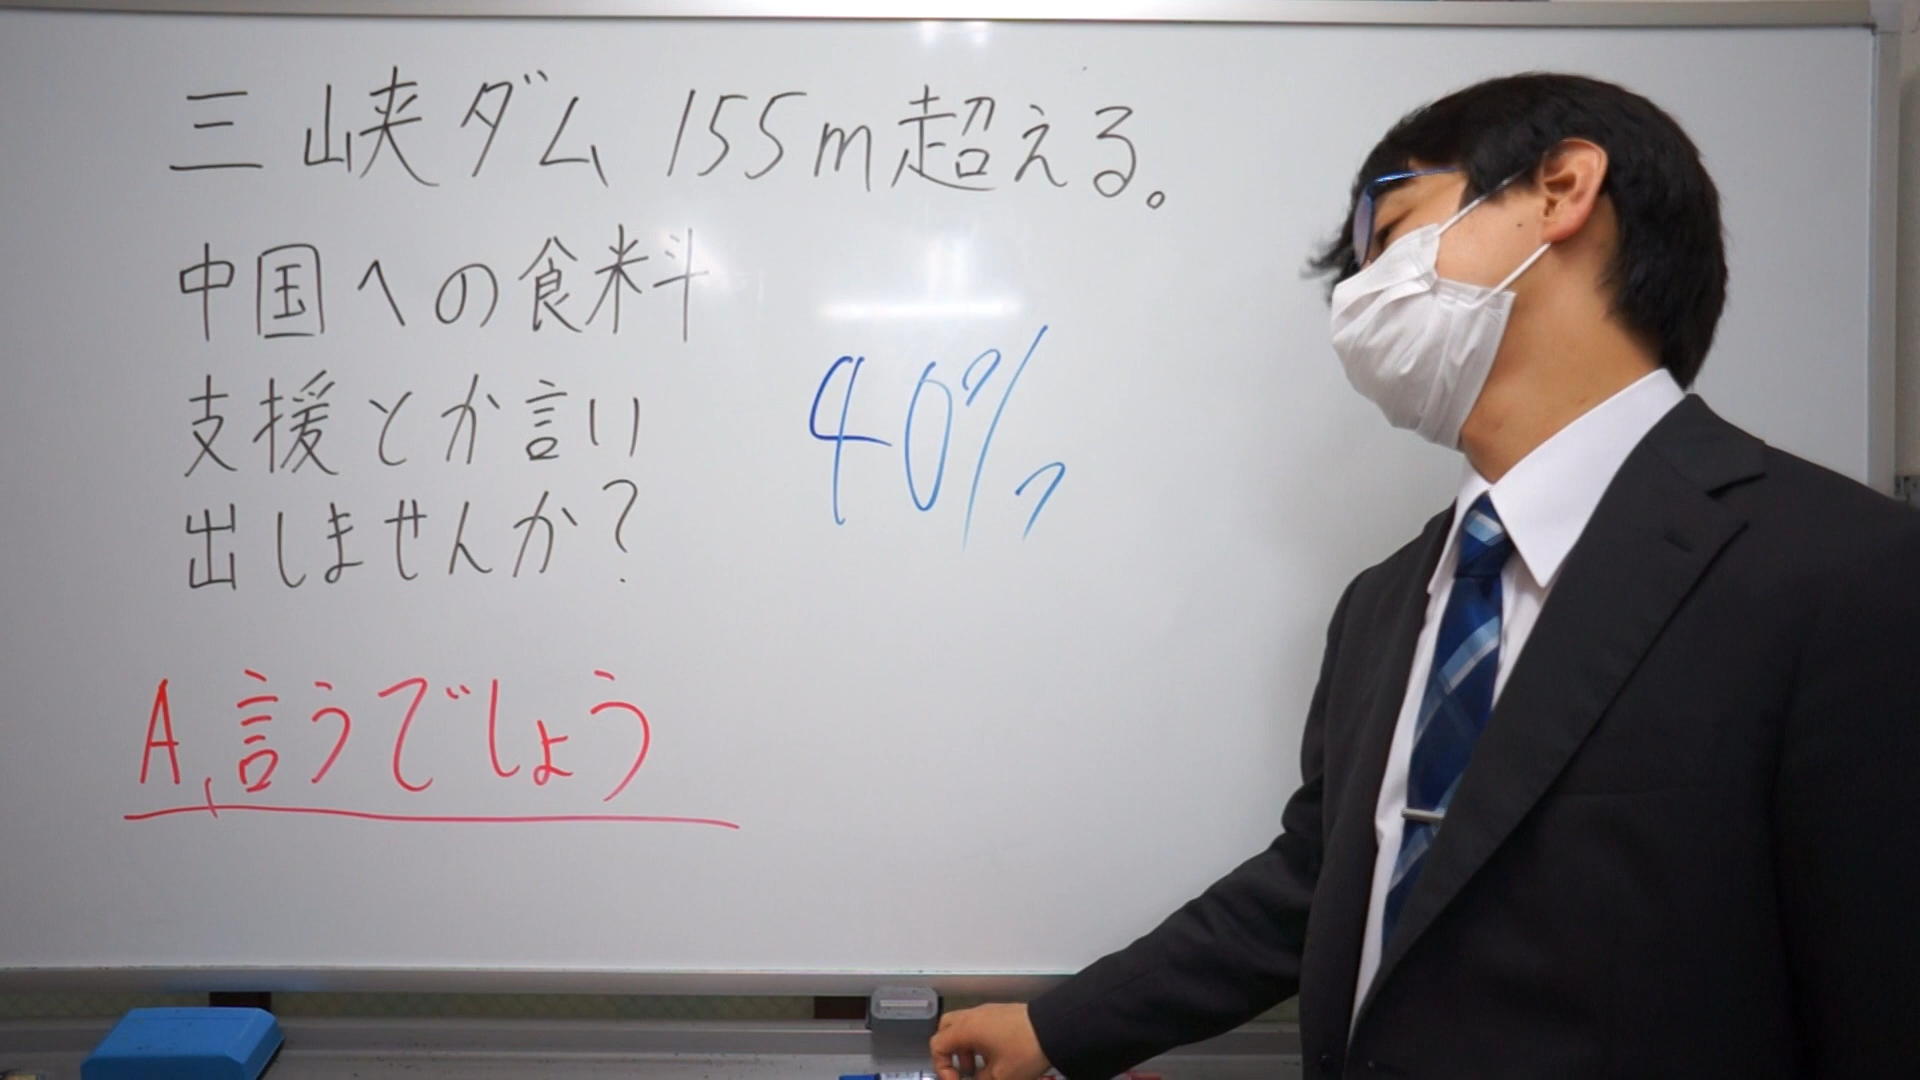 三峡ダム 155m超える。
中国への食料
支援とか言い
出しませんか?
40%
A,言うでしょう